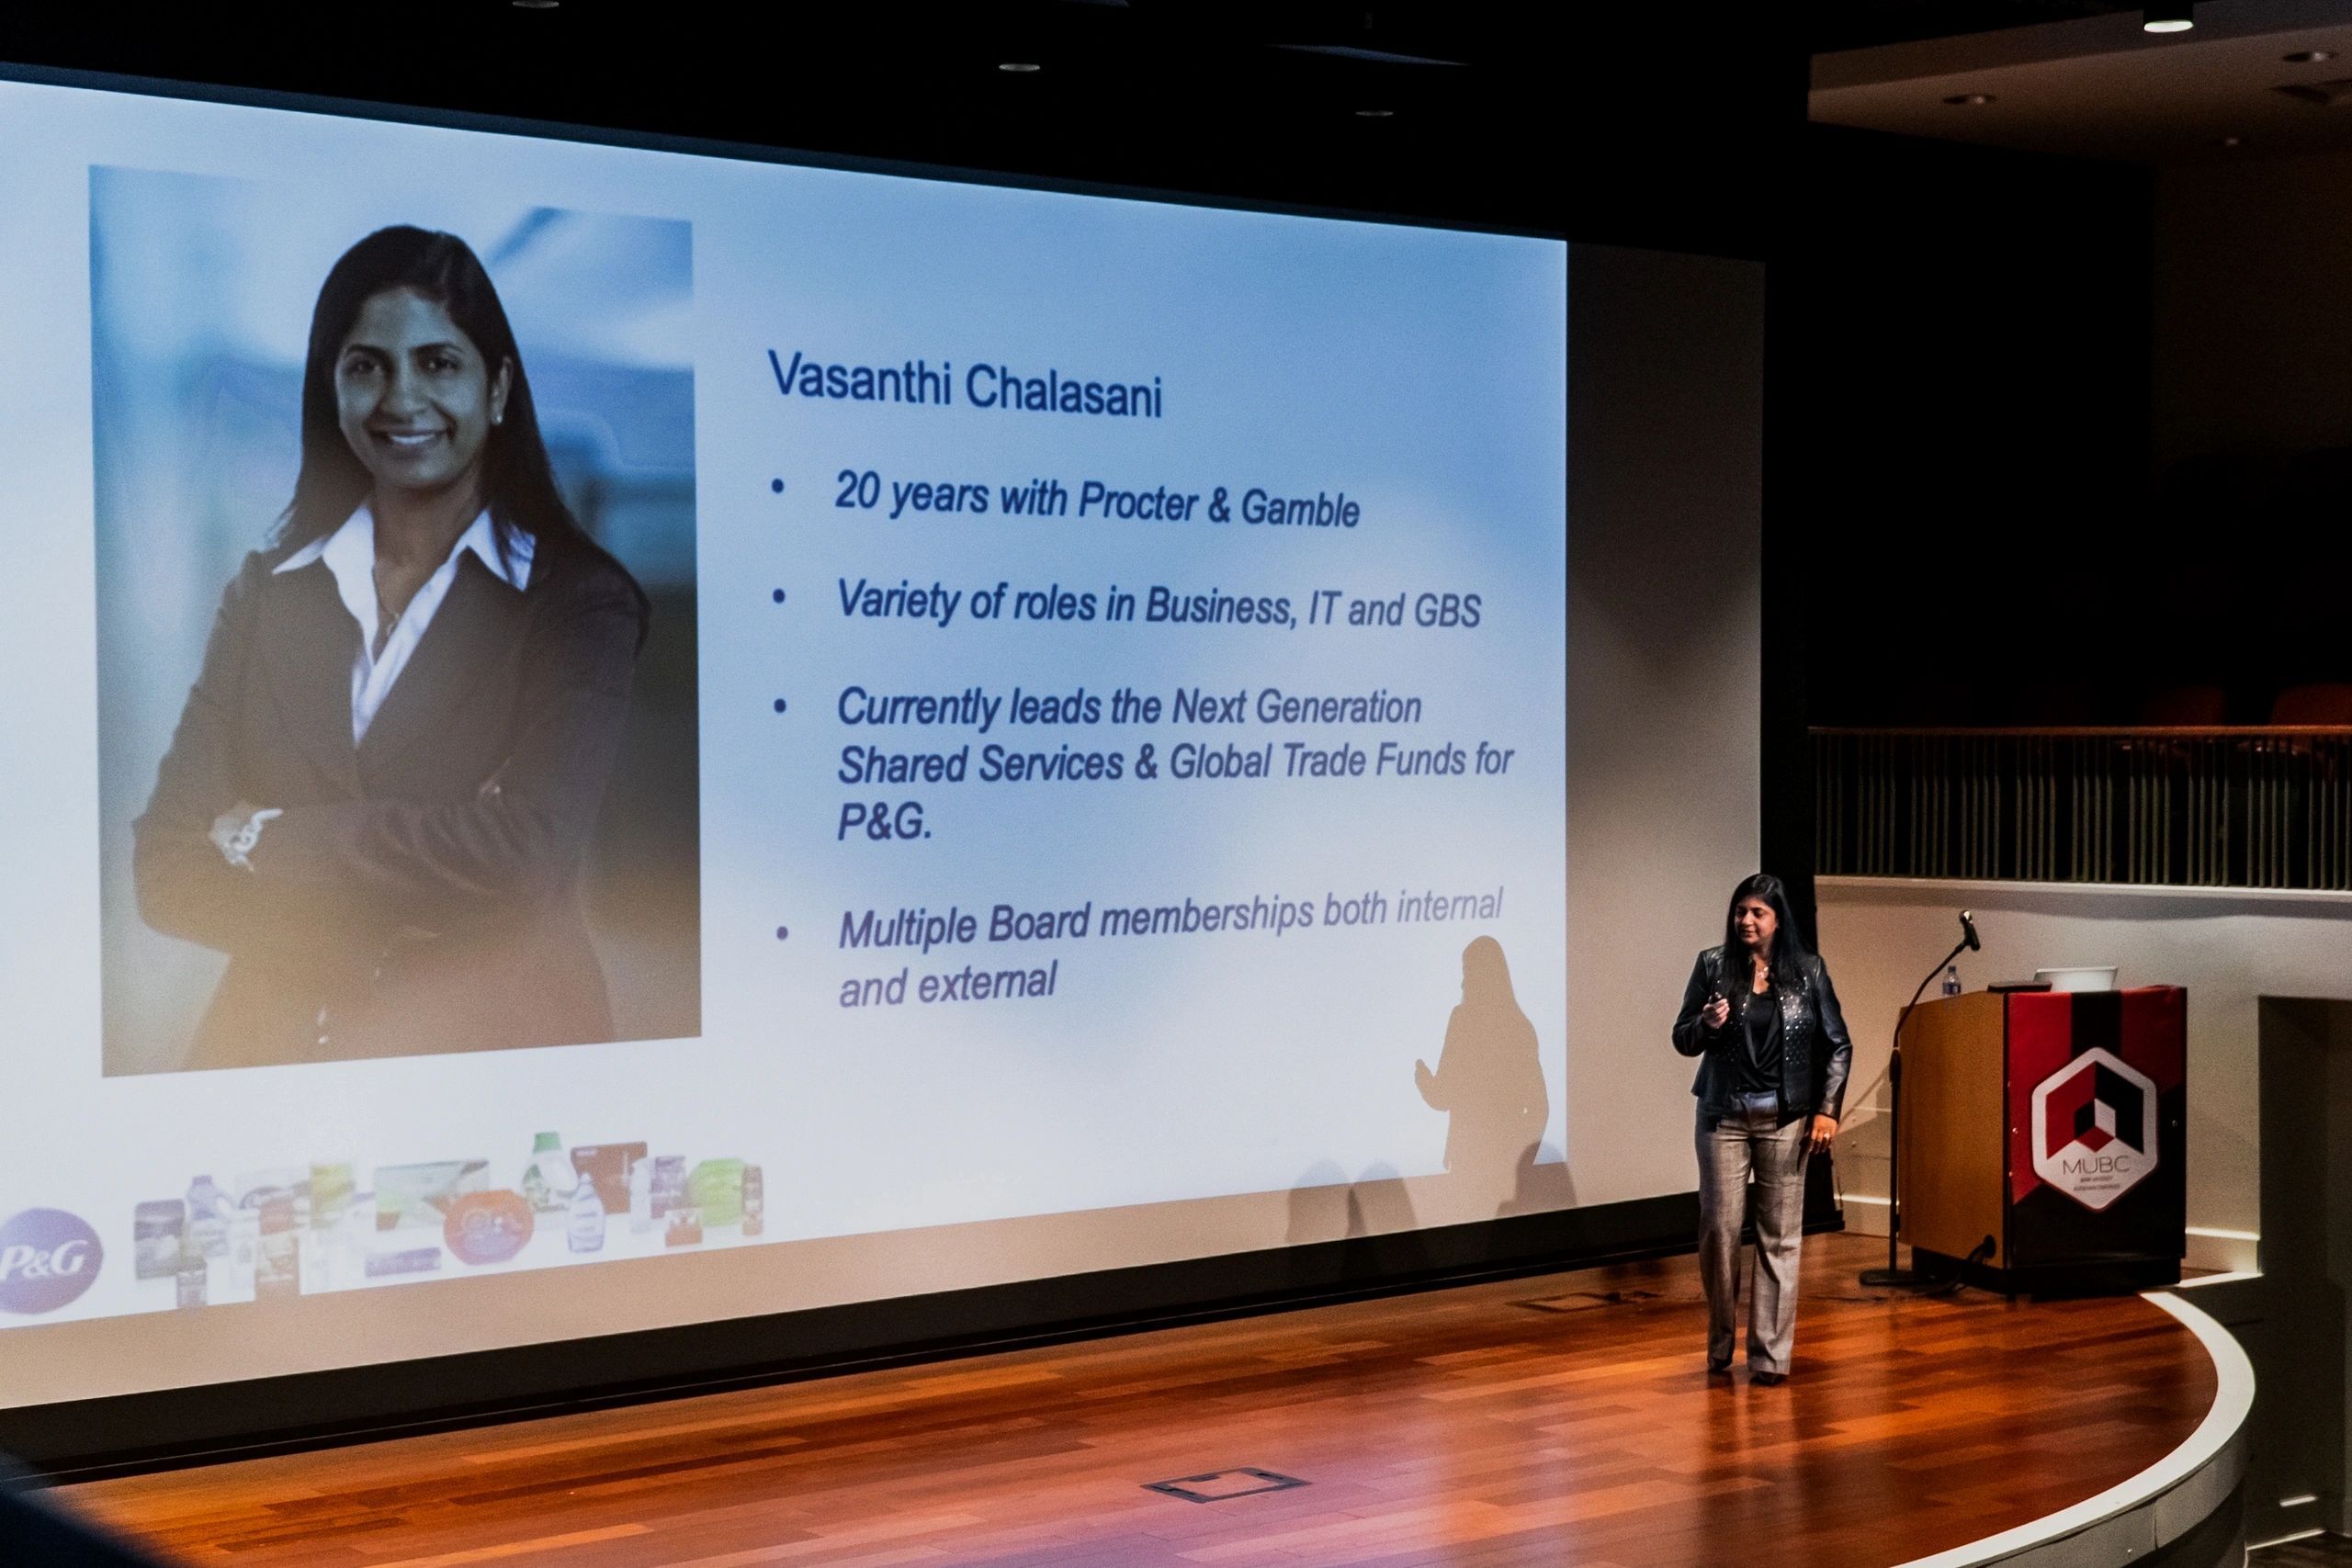 Vasanthi Chalasani
• 20 years with Procter & Gamble
• Variety of roles in Business, IT and GBS
• Currently leads the Next Generation
Shared Services & Global Trade Funds for
P&G.
• Multiple Board memberships both internal
and external
P&G
MUBC